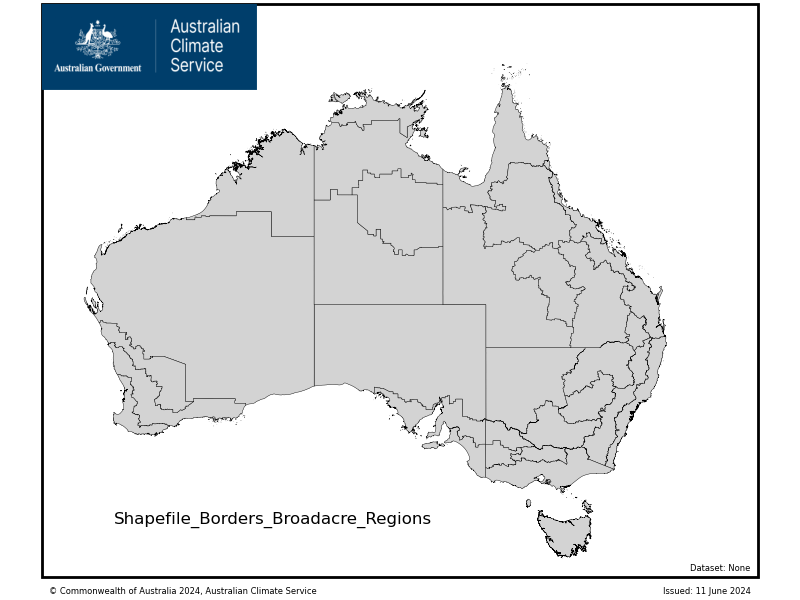 Australian Government
Australian
Climate
Service
Shapefile_Borders_Broadacre_Regions
Dataset: None
© Commonwealth of Australia 2024, Australian Climate Service
Issued: 11 June 2024